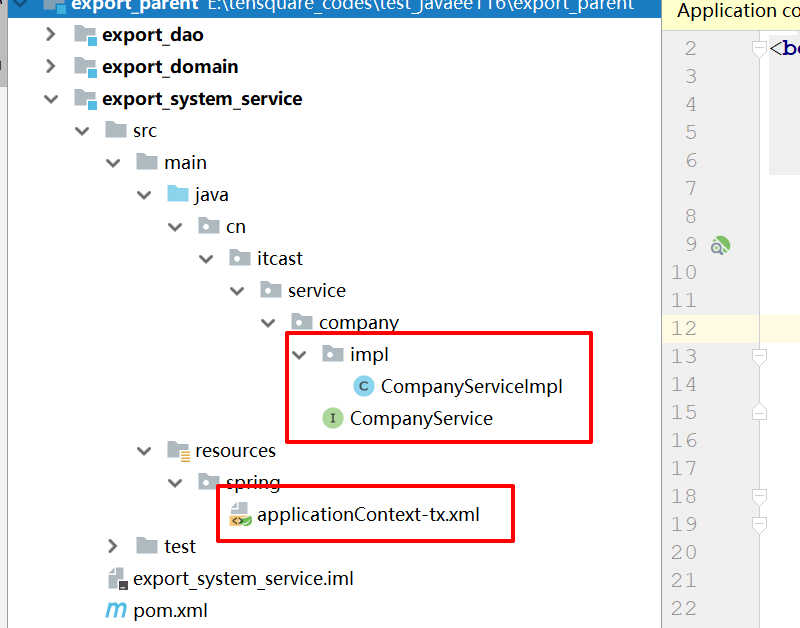 export_parent E:\tensquare_codes\test_javaee116\export_parent
export_dao
export_domain
export_system_service
src
main
java
cn
itcast
service
company
impl
C CompanyServiceImpl
I CompanyService
resources
spring
applicationContext-tx.xml
test
export_system_service.iml
m pom.xml
Application co
2 <be
3
4
5
6
7
8
9
10
11
12
13
14
15
16
17
18
19
20
21
22